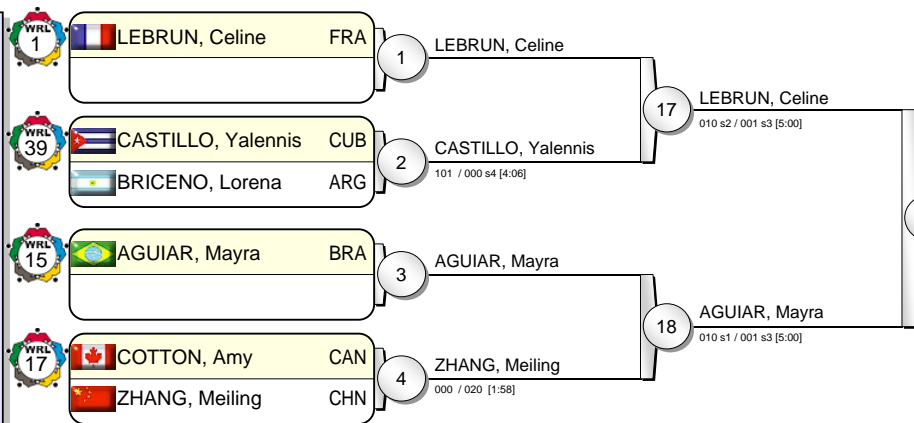 WRL
1
LEBRUN, Celine FRA
1
LEBRUN, Celine
WRL
39
CASTILLO, Yalennis CUB
BRICENO, Lorena ARG
2
CASTILLO, Yalennis
101 / 000 s4 [4:06]
17
LEBRUN, Celine
010 s2 / 001 s3 [5:00]
WRL
15
AGUIAR, Mayra BRA
3
AGUIAR, Mayra
WRL
17
COTTON, Amy CAN
ZHANG, Meiling CHN
4
ZHANG, Meiling
000 / 020 [1:58]
18
AGUIAR, Mayra
010 s1 / 001 s3 [5:00]